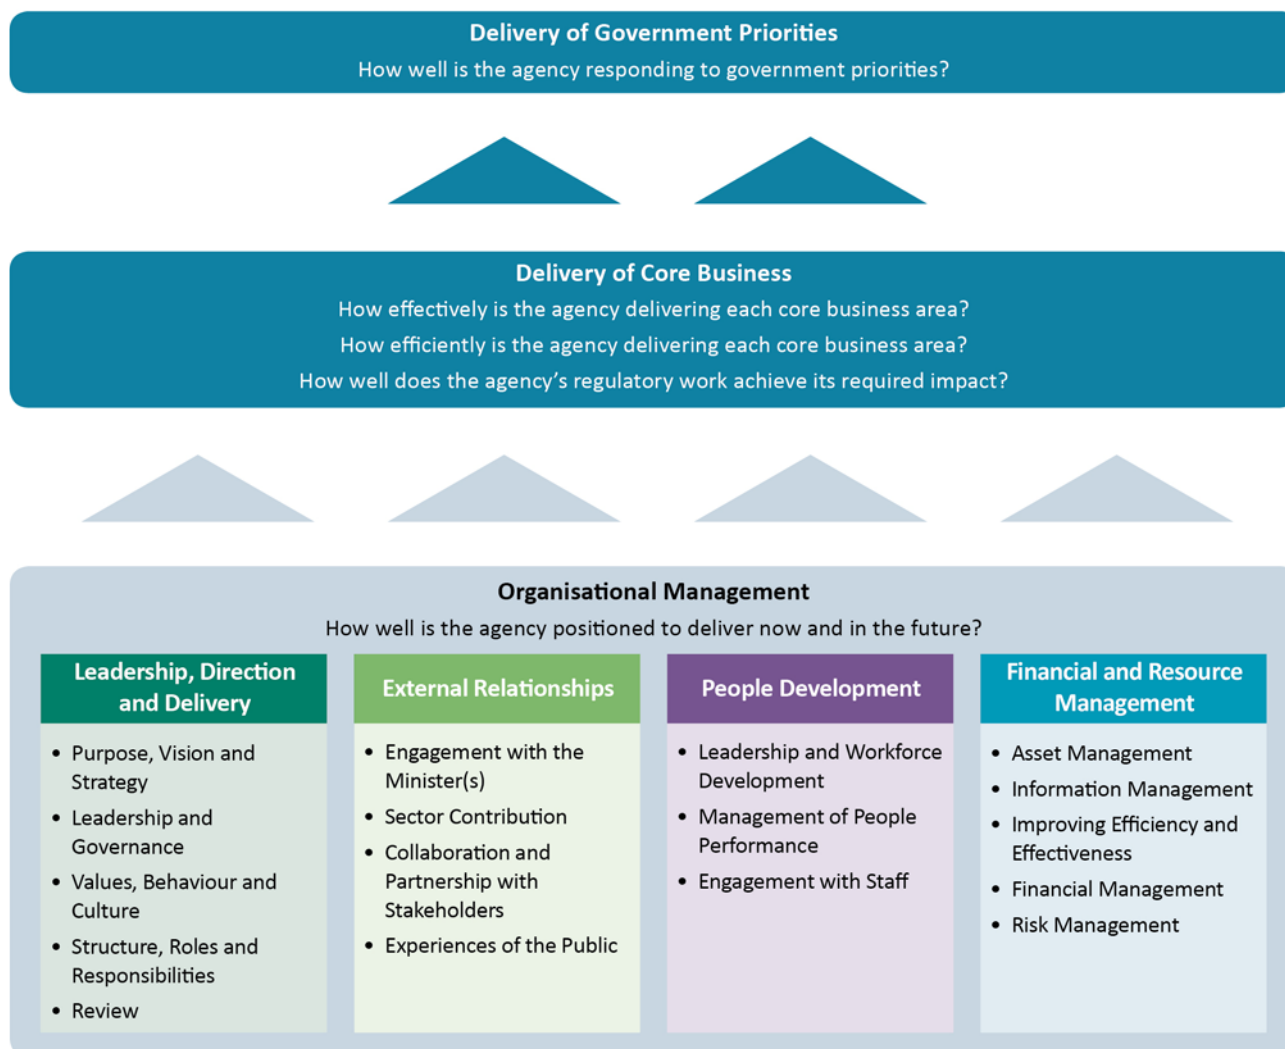 Delivery of Government Priorities
How well is the agency responding to government priorities?
Delivery of Core Business
How effectively is the agency delivering each core business area?
How efficiently is the agency delivering each core business area?
How well does the agency’s regulatory work achieve its required impact?
Organisational Management
How well is the agency positioned to deliver now and in the future?
Leadership, Direction
and Delivery
• Purpose, Vision and
Strategy
• Leadership and
Governance
• Values, Behaviour and
Culture
• Structure, Roles and
Responsibilities
• Review
External Relationships
• Engagement with the
Minister(s)
• Sector Contribution
• Collaboration and
Partnership with
Stakeholders
• Experiences of the Public
People Development
• Leadership and Workforce
Development
• Management of People
Performance
• Engagement with Staff
Financial and Resource
Management
• Asset Management
• Information Management
• Improving Efficiency and
Effectiveness
• Financial Management
• Risk Management